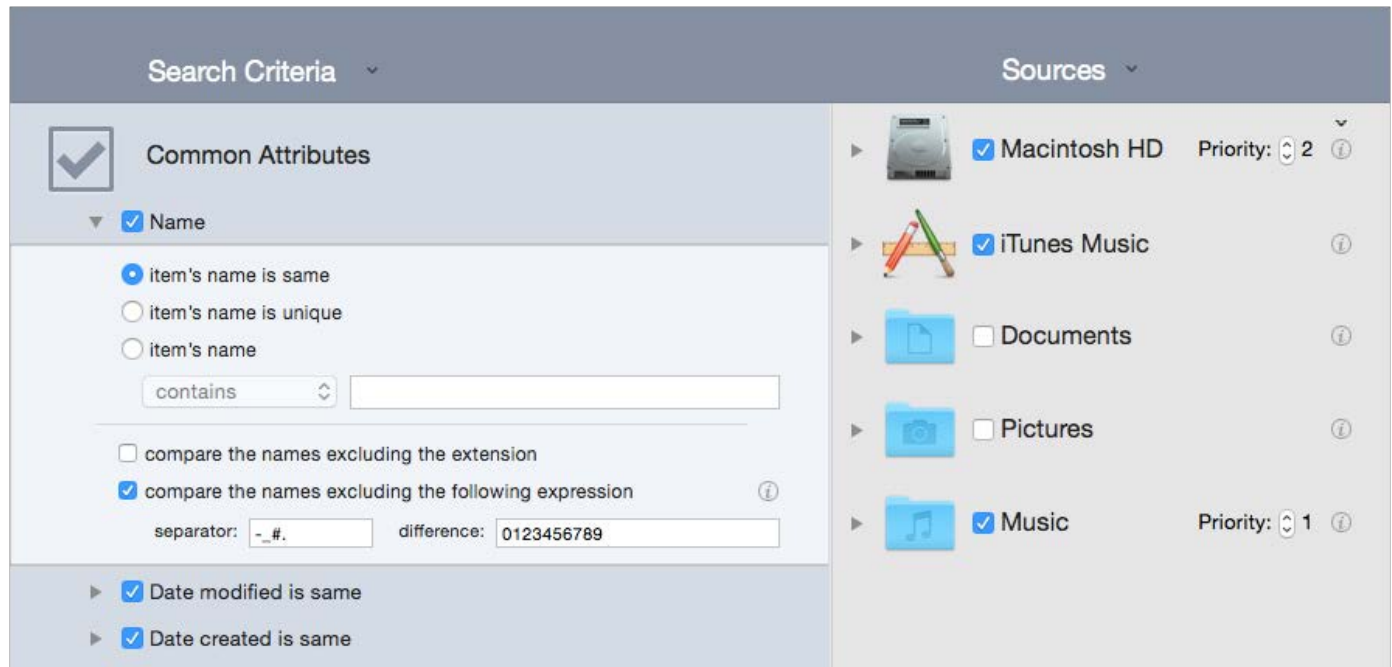 Search Criteria
Common Attributes
Name
item's name is same
item's name is unique
item's name
contains
compare the names excluding the extension
compare the names excluding the following expression
separator: -_#. difference: 0123456789
Date modified is same
Date created is same
Sources
Macintosh HD Priority: 2
iTunes Music
Documents
Pictures
Music Priority: 1